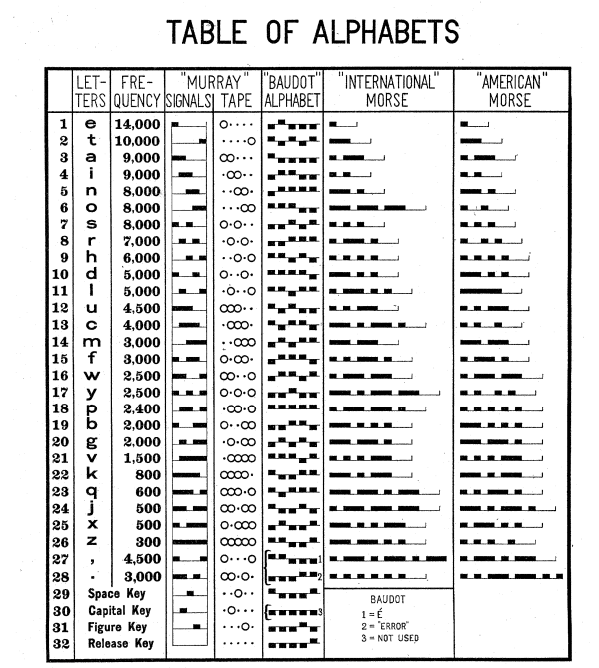 TABLE OF ALPHABETS
LET- FRE- "MURRAY" "BAUDOT" "INTERNATIONAL" "AMERICAN"
TERS QUENCY SIGNALS TAPE ALPHABET MORSE MORSE
1 e 14,000
2 t 10,000
3 a 9,000
4 i 9,000
5 n 8,000
6 o 8,000
7 s 8,000
8 r 7,000
9 h 6,000
10 d 5,000
11 l 5,000
12 u 4,500
13 c 4,000
14 m 3,000
15 f 3,000
16 w 2,500
17 y 2,500
18 p 2,400
19 b 2,000
20 g 2,000
21 v 1,500
22 k 800
23 q 600
24 j 500
25 x 500
26 z 300
27 , 4,500 1
28 . 3,000 2
29 Space Key
30 Capital Key 3
31 Figure Key
32 Release Key
BAUDOT
1 = É
2 = "ERROR"
3 = NOT USED